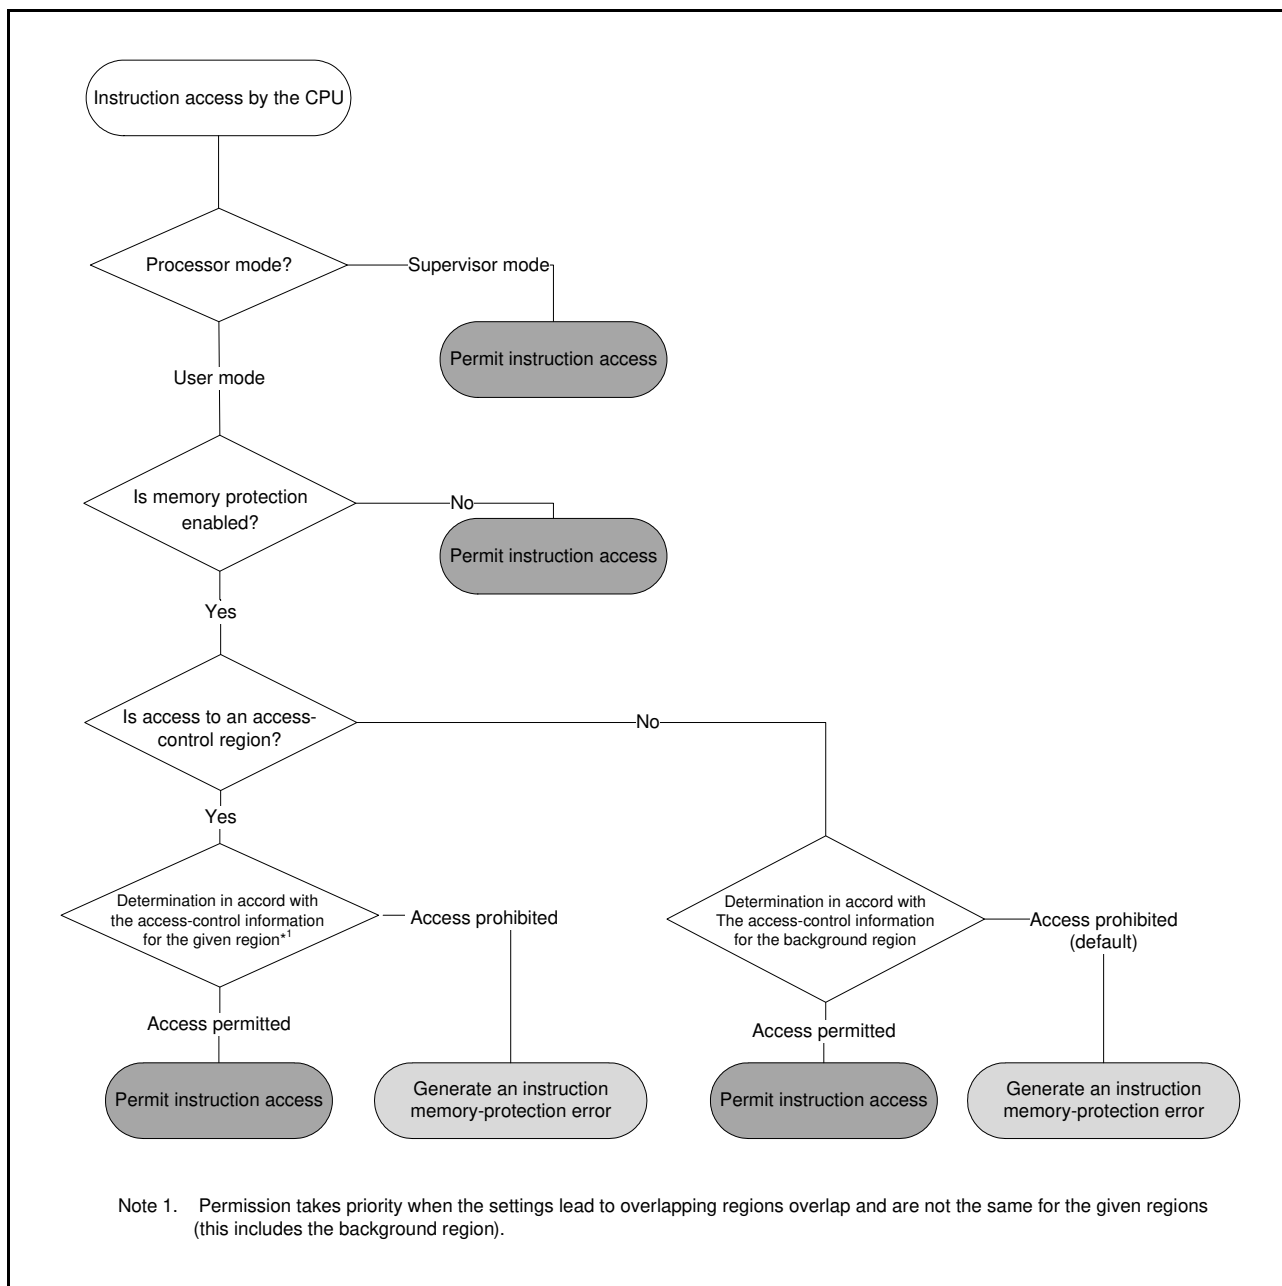 Instruction access by the CPU
Processor mode?
Supervisor mode
Permit instruction access
User mode
Is memory protection
enabled?
No
Permit instruction access
Yes
Is access to an access-
control region?
No
Yes
Determination in accord with
the access-control information
for the given region*1
Access prohibited
Determination in accord with
The access-control information
for the background region
Access prohibited
(default)
Access permitted
Access permitted
Permit instruction access
Generate an instruction
memory-protection error
Permit instruction access
Generate an instruction
memory-protection error
Note 1. Permission takes priority when the settings lead to overlapping regions overlap and are not the same for the given regions
(this includes the background region).